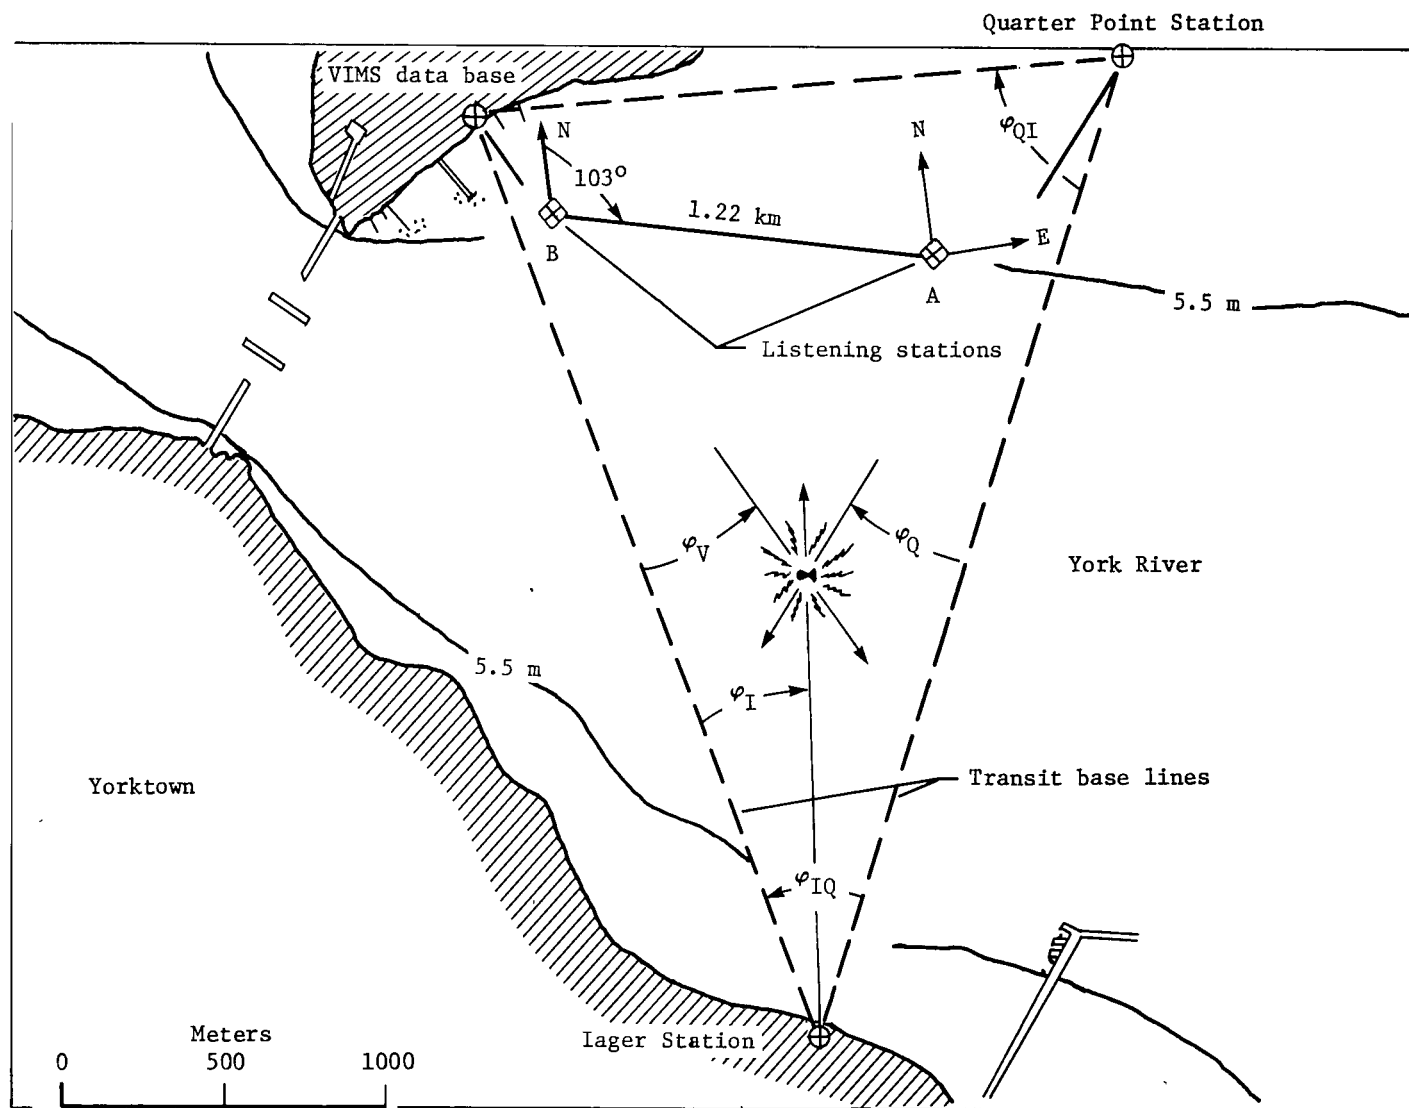 Quarter Point Station
VIMS data base
φQI
N
N
103°
1.22 km
E
B
A
5.5 m
Listening stations
φV
φQ
York River
5.5 m
φI
Yorktown
Transit base lines
φIQ
Meters
0 500 1000
Iager Station